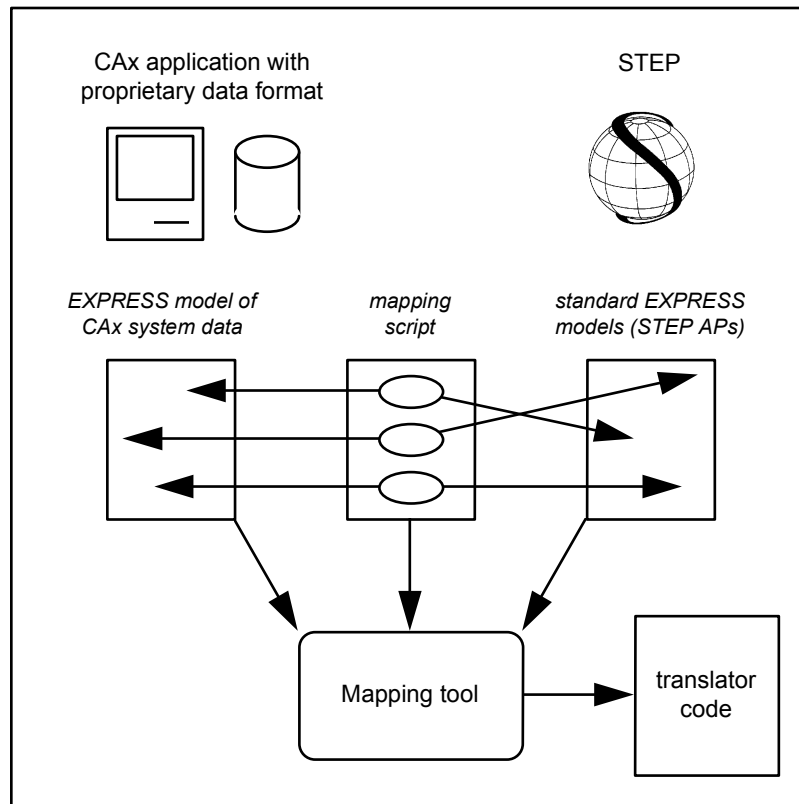 CAx application with
proprietary data format
STEP
EXPRESS model of
CAx system data
mapping
script
standard EXPRESS
models (STEP APs)
Mapping tool
translator
code